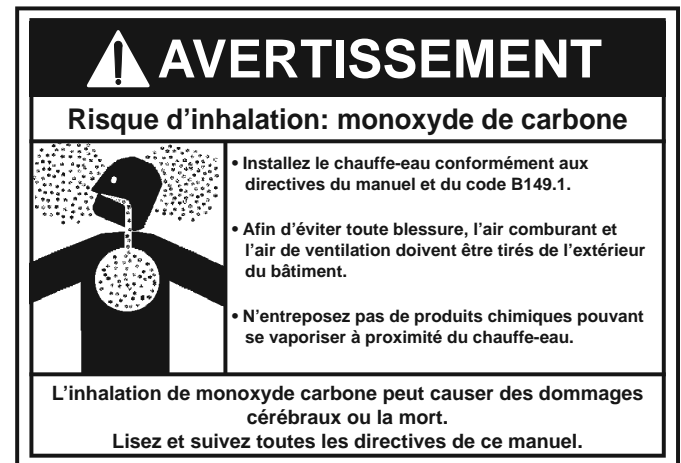 AVERTISSEMENT
Risque d’inhalation: monoxyde de carbone
• Installez le chauffe-eau conformément aux
directives du manuel et du code B149.1.
• Afin d’éviter toute blessure, l’air comburant et
l’air de ventilation doivent être tirés de l’extérieur
du bâtiment.
• N’entreposez pas de produits chimiques pouvant
se vaporiser à proximité du chauffe-eau.
L’inhalation de monoxyde carbone peut causer des dommages
cérébraux ou la mort.
Lisez et suivez toutes les directives de ce manuel.